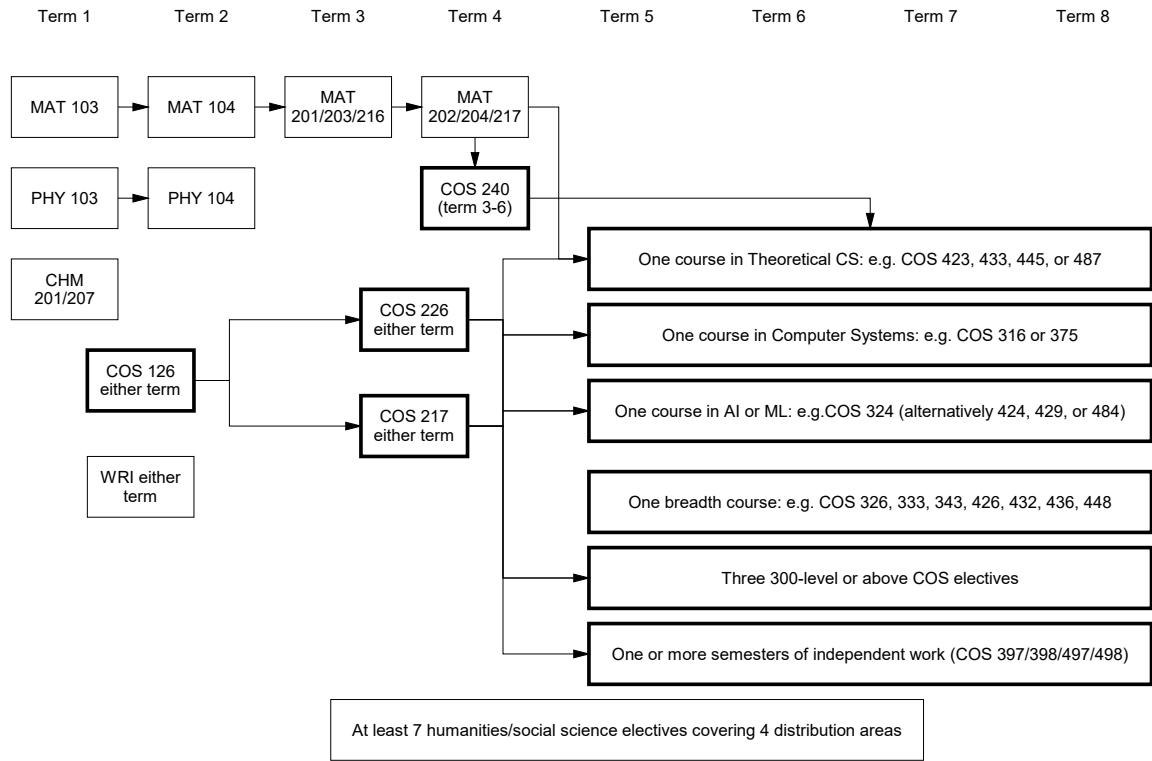 Term 1 Term 2 Term 3 Term 4 Term 5 Term 6 Term 7 Term 8
MAT 103
MAT 104
MAT
201/203/216
MAT
202/204/217
PHY 103
PHY 104
COS 240
(term 3-6)
One course in Theoretical CS: e.g. COS 423, 433, 445, or 487
CHM
201/207
COS 226
either term
One course in Computer Systems: e.g. COS 316 or 375
COS 126
either term
COS 217
either term
One course in AI or ML: e.g.COS 324 (alternatively 424, 429, or 484)
WRI either
term
One breadth course: e.g. COS 326, 333, 343, 426, 432, 436, 448
Three 300-level or above COS electives
One or more semesters of independent work (COS 397/398/497/498)
At least 7 humanities/social science electives covering 4 distribution areas